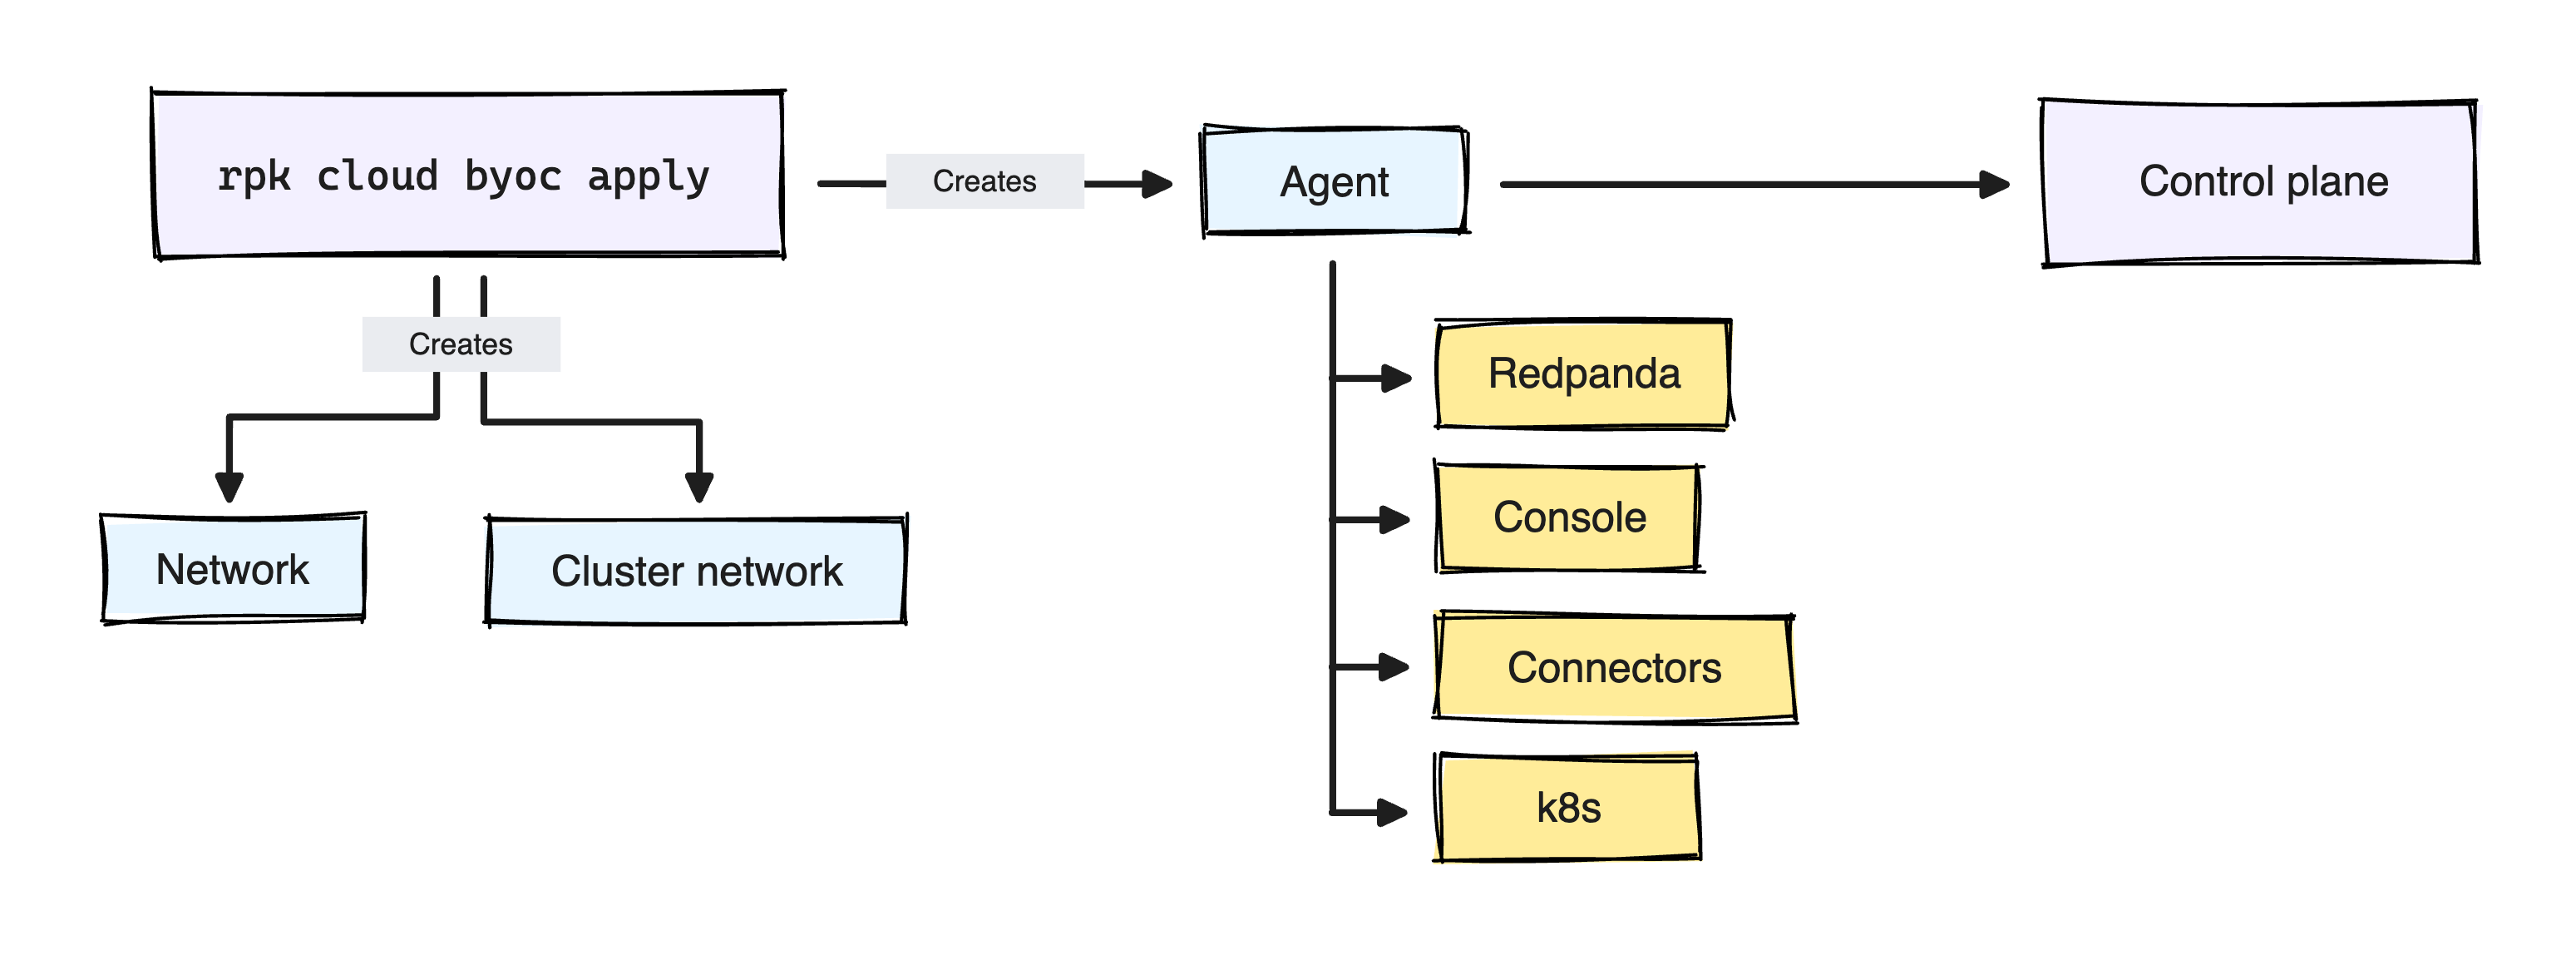 rpk cloud byoc apply
Creates
Agent
Control plane
Creates
Network
Cluster network
Redpanda
Console
Connectors
k8s